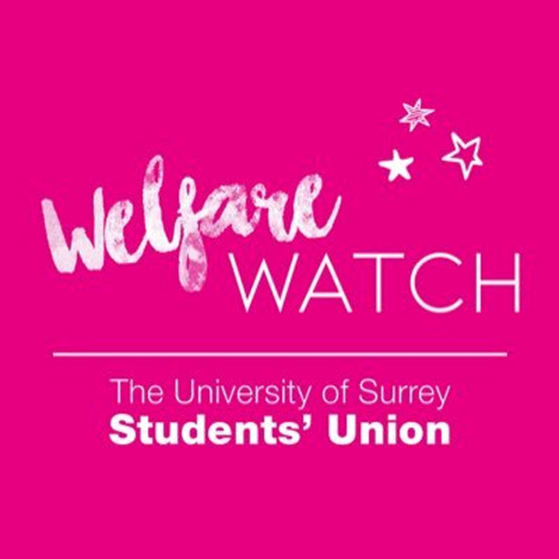 Welfare
WATCH
The University of Surrey
Students' Union